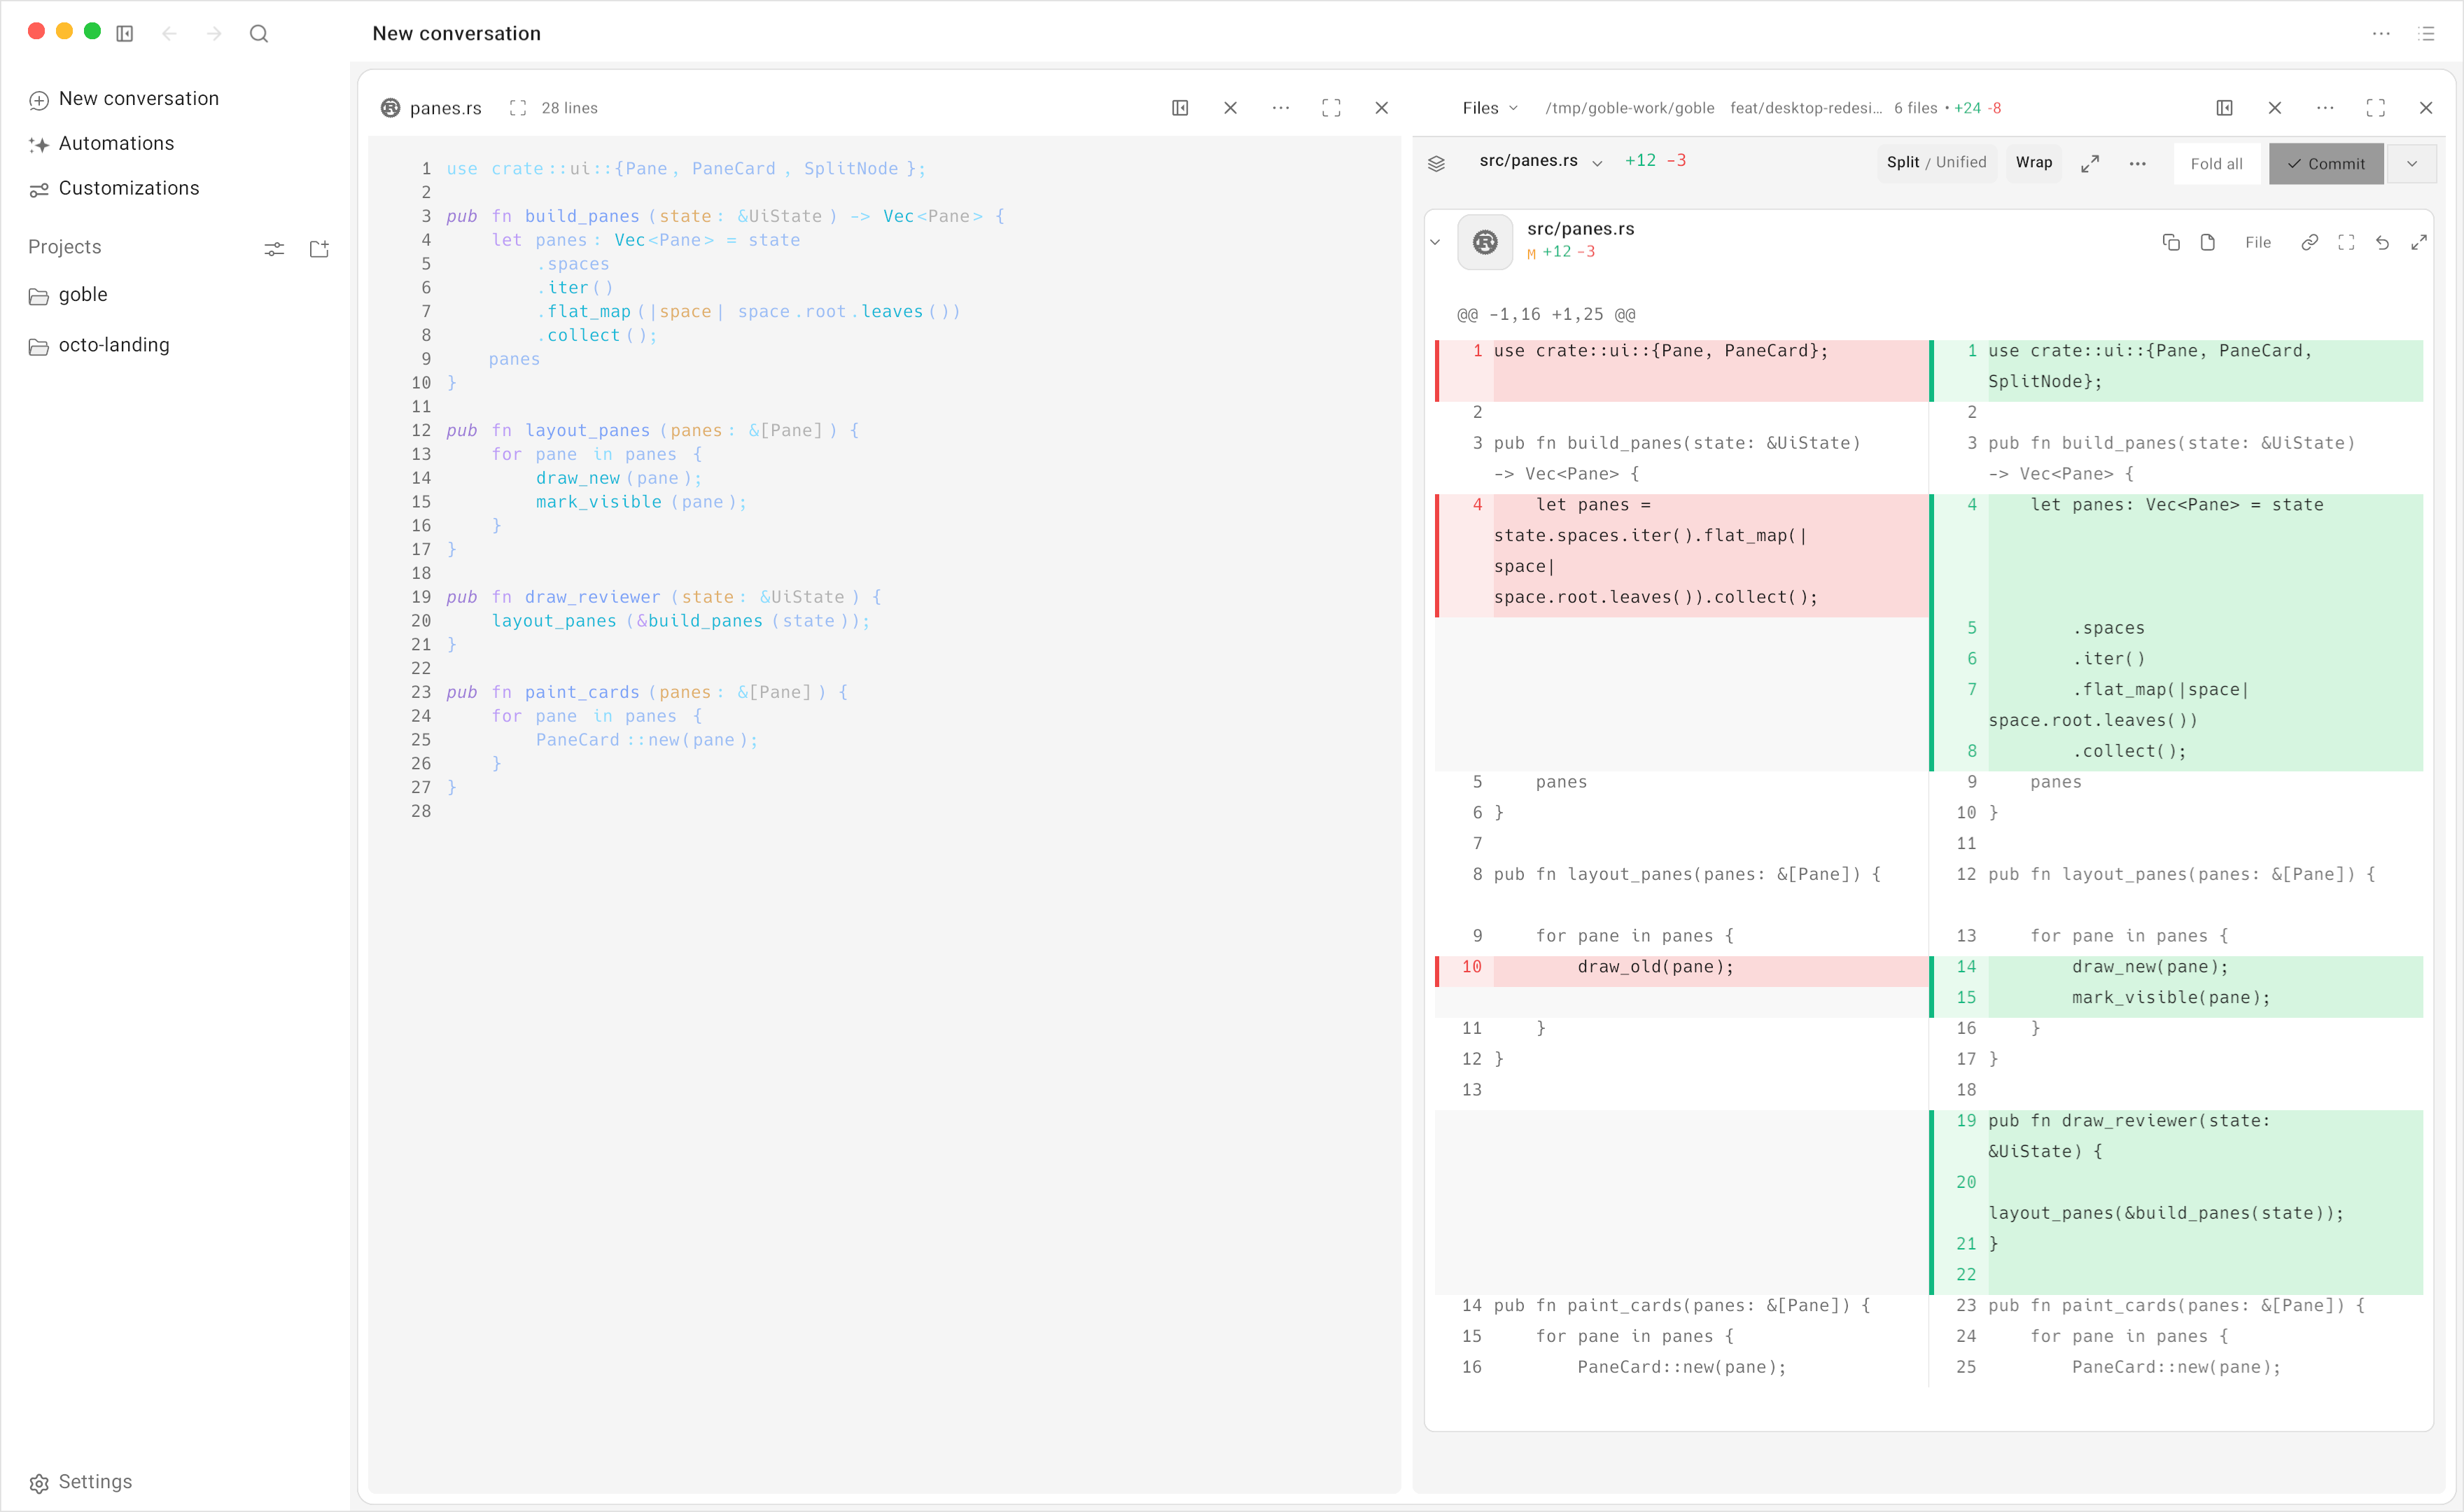 New conversation
New conversation
Automations
Customizations
Projects
goble
octo-landing
Settings
panes.rs 28 lines
1 use crate::ui::{Pane, PaneCard, SplitNode};
2
3 pub fn build_panes(state: &UiState) -> Vec<Pane> {
4     let panes: Vec<Pane> = state
5         .spaces
6         .iter()
7         .flat_map(|space| space.root.leaves())
8         .collect();
9     panes
10 }
11
12 pub fn layout_panes(panes: &[Pane]) {
13     for pane in panes {
14         draw_new(pane);
15         mark_visible(pane);
16     }
17 }
18
19 pub fn draw_reviewer(state: &UiState) {
20     layout_panes(&build_panes(state));
21 }
22
23 pub fn paint_cards(panes: &[Pane]) {
24     for pane in panes {
25         PaneCard::new(pane);
26     }
27 }
28
Files /tmp/goble-work/goble feat/desktop-redesi... 6 files • +24 -8
src/panes.rs +12 -3 Split / Unified Wrap Fold all Commit
src/panes.rs
M +12 -3 File
@@ -1,16 +1,25 @@
1 use crate::ui::{Pane, PaneCard};
2
3 pub fn build_panes(state: &UiState)
-> Vec<Pane> {
4     let panes =
state.spaces.iter().flat_map(|
space|
space.root.leaves()).collect();
5     panes
6 }
7
8 pub fn layout_panes(panes: &[Pane]) {
9     for pane in panes {
10         draw_old(pane);
11     }
12 }
13
14 pub fn paint_cards(panes: &[Pane]) {
15     for pane in panes {
16         PaneCard::new(pane);
1 use crate::ui::{Pane, PaneCard,
SplitNode};
2
3 pub fn build_panes(state: &UiState)
-> Vec<Pane> {
4     let panes: Vec<Pane> = state
5         .spaces
6         .iter()
7         .flat_map(|space|
space.root.leaves())
8         .collect();
9     panes
10 }
11
12 pub fn layout_panes(panes: &[Pane]) {
13     for pane in panes {
14         draw_new(pane);
15         mark_visible(pane);
16     }
17 }
18
19 pub fn draw_reviewer(state:
&UiState) {
20
layout_panes(&build_panes(state));
21 }
22
23 pub fn paint_cards(panes: &[Pane]) {
24     for pane in panes {
25         PaneCard::new(pane);